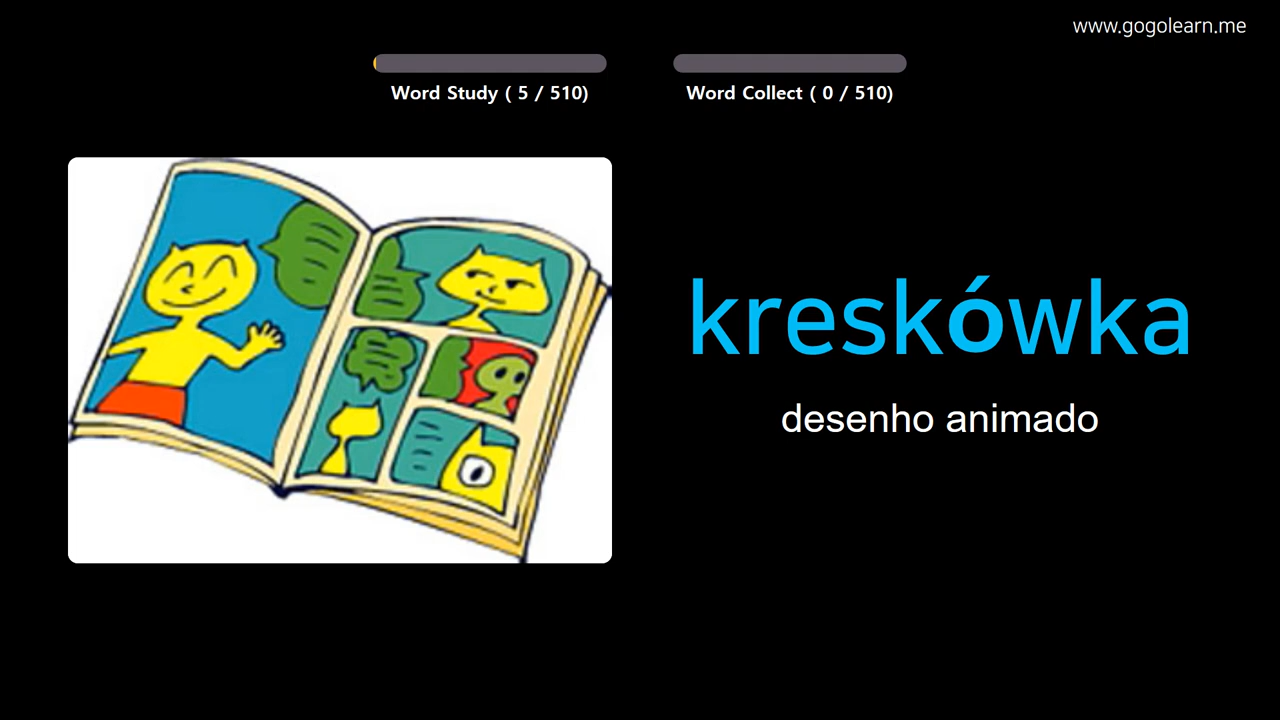 www.gogolearn.me
Word Study ( 5 / 510)
Word Collect ( 0 / 510)
kreskówka
desenho animado